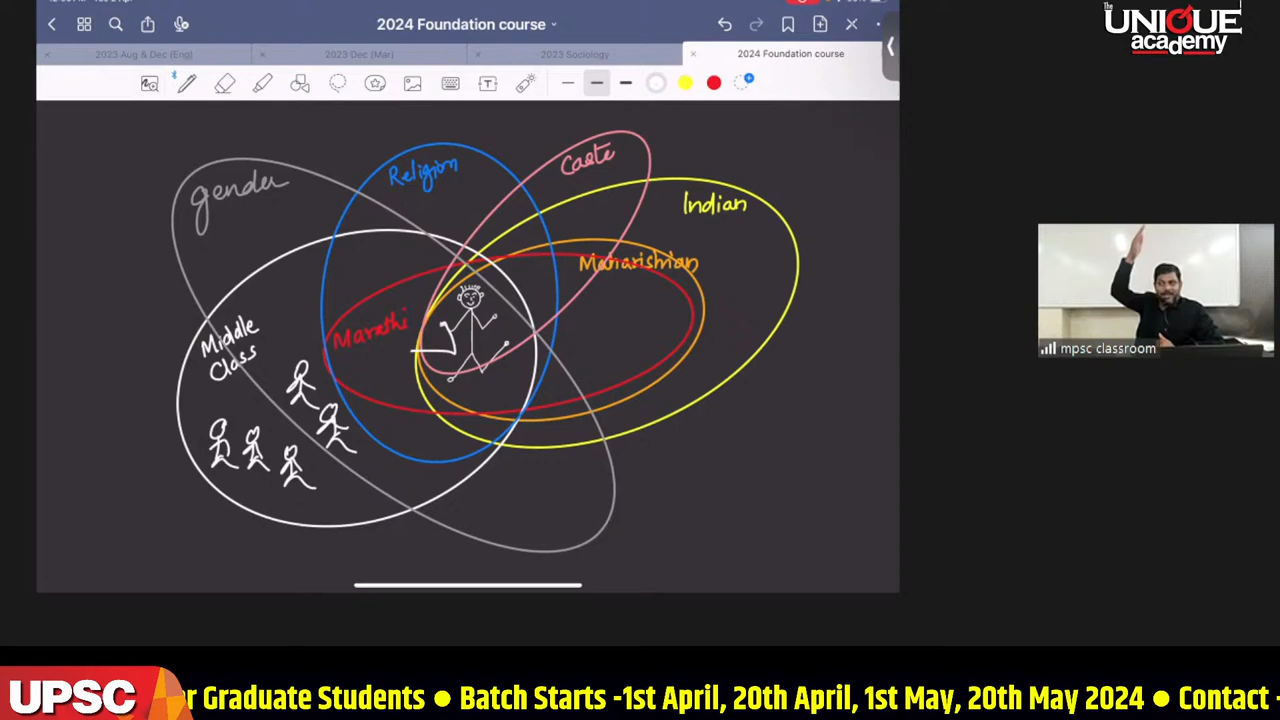 2024 Foundation course
2023 Aug & Dec (Eng)
2023 Dec (Mar)
2023 Sociology
2024 Foundation course
The
UNIQUE
academy
gender
Religion
Caste
Indian
Maharishian
Marathi
Middle
Class
mpsc classroom
UPSC
or Graduate Students ● Batch Starts -1st April, 20th April, 1st May, 20th May 2024 ● Contact -